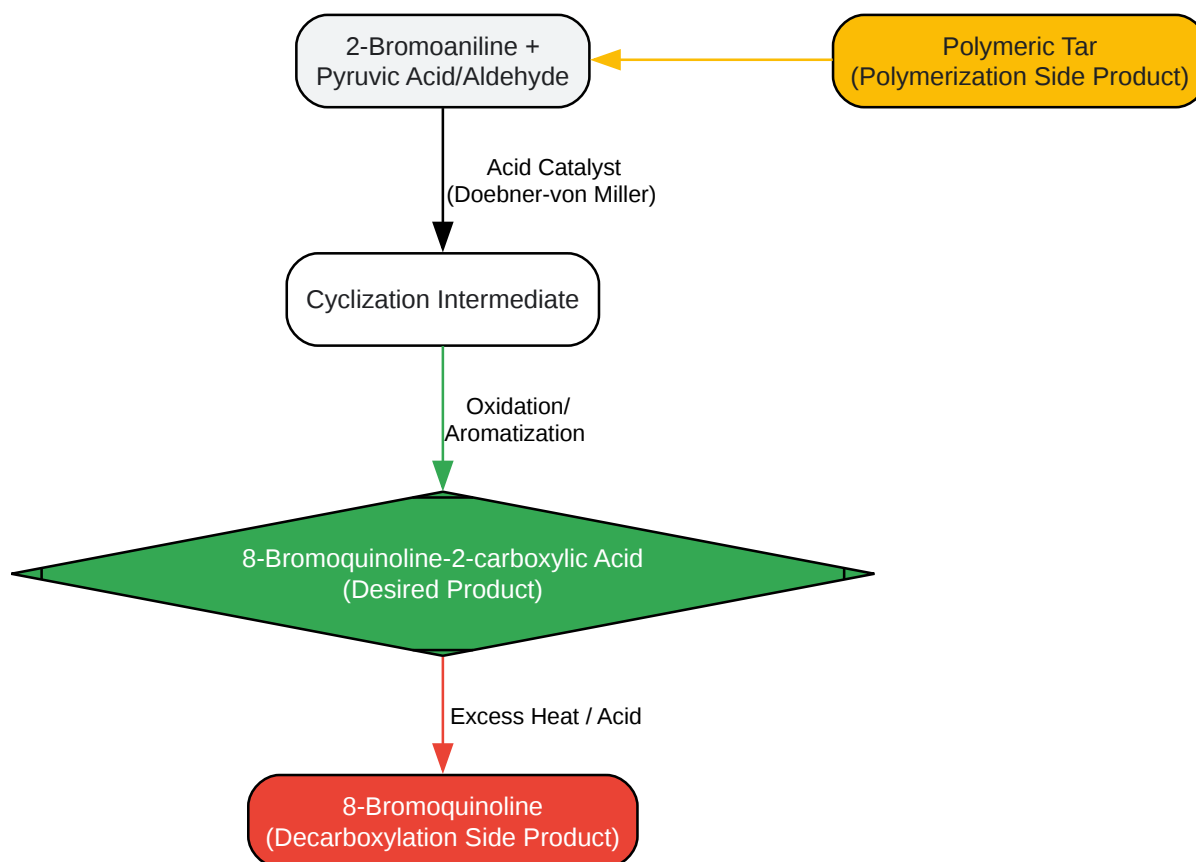 2-Bromoaniline +
Pyruvic Acid/Aldehyde
Polymeric Tar
(Polymerization Side Product)
Acid Catalyst
(Doebner-von Miller)
Cyclization Intermediate
Oxidation/
Aromatization
8-Bromoquinoline-2-carboxylic Acid
(Desired Product)
Excess Heat / Acid
8-Bromoquinoline
(Decarboxylation Side Product)